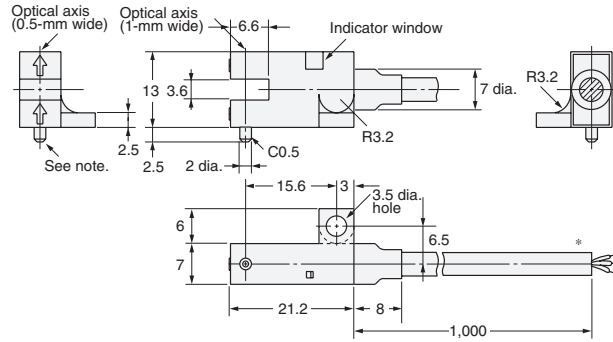 Optical axis
(0.5-mm wide)
Optical axis
(1-mm wide)
6.6
Indicator window
13
3.6
7 dia.
R3.2
R3.2
2.5
2.5
See note.
C0.5
2 dia.
15.6
3
3.5 dia.
hole
6
6.5
*
7
21.2
8
1,000